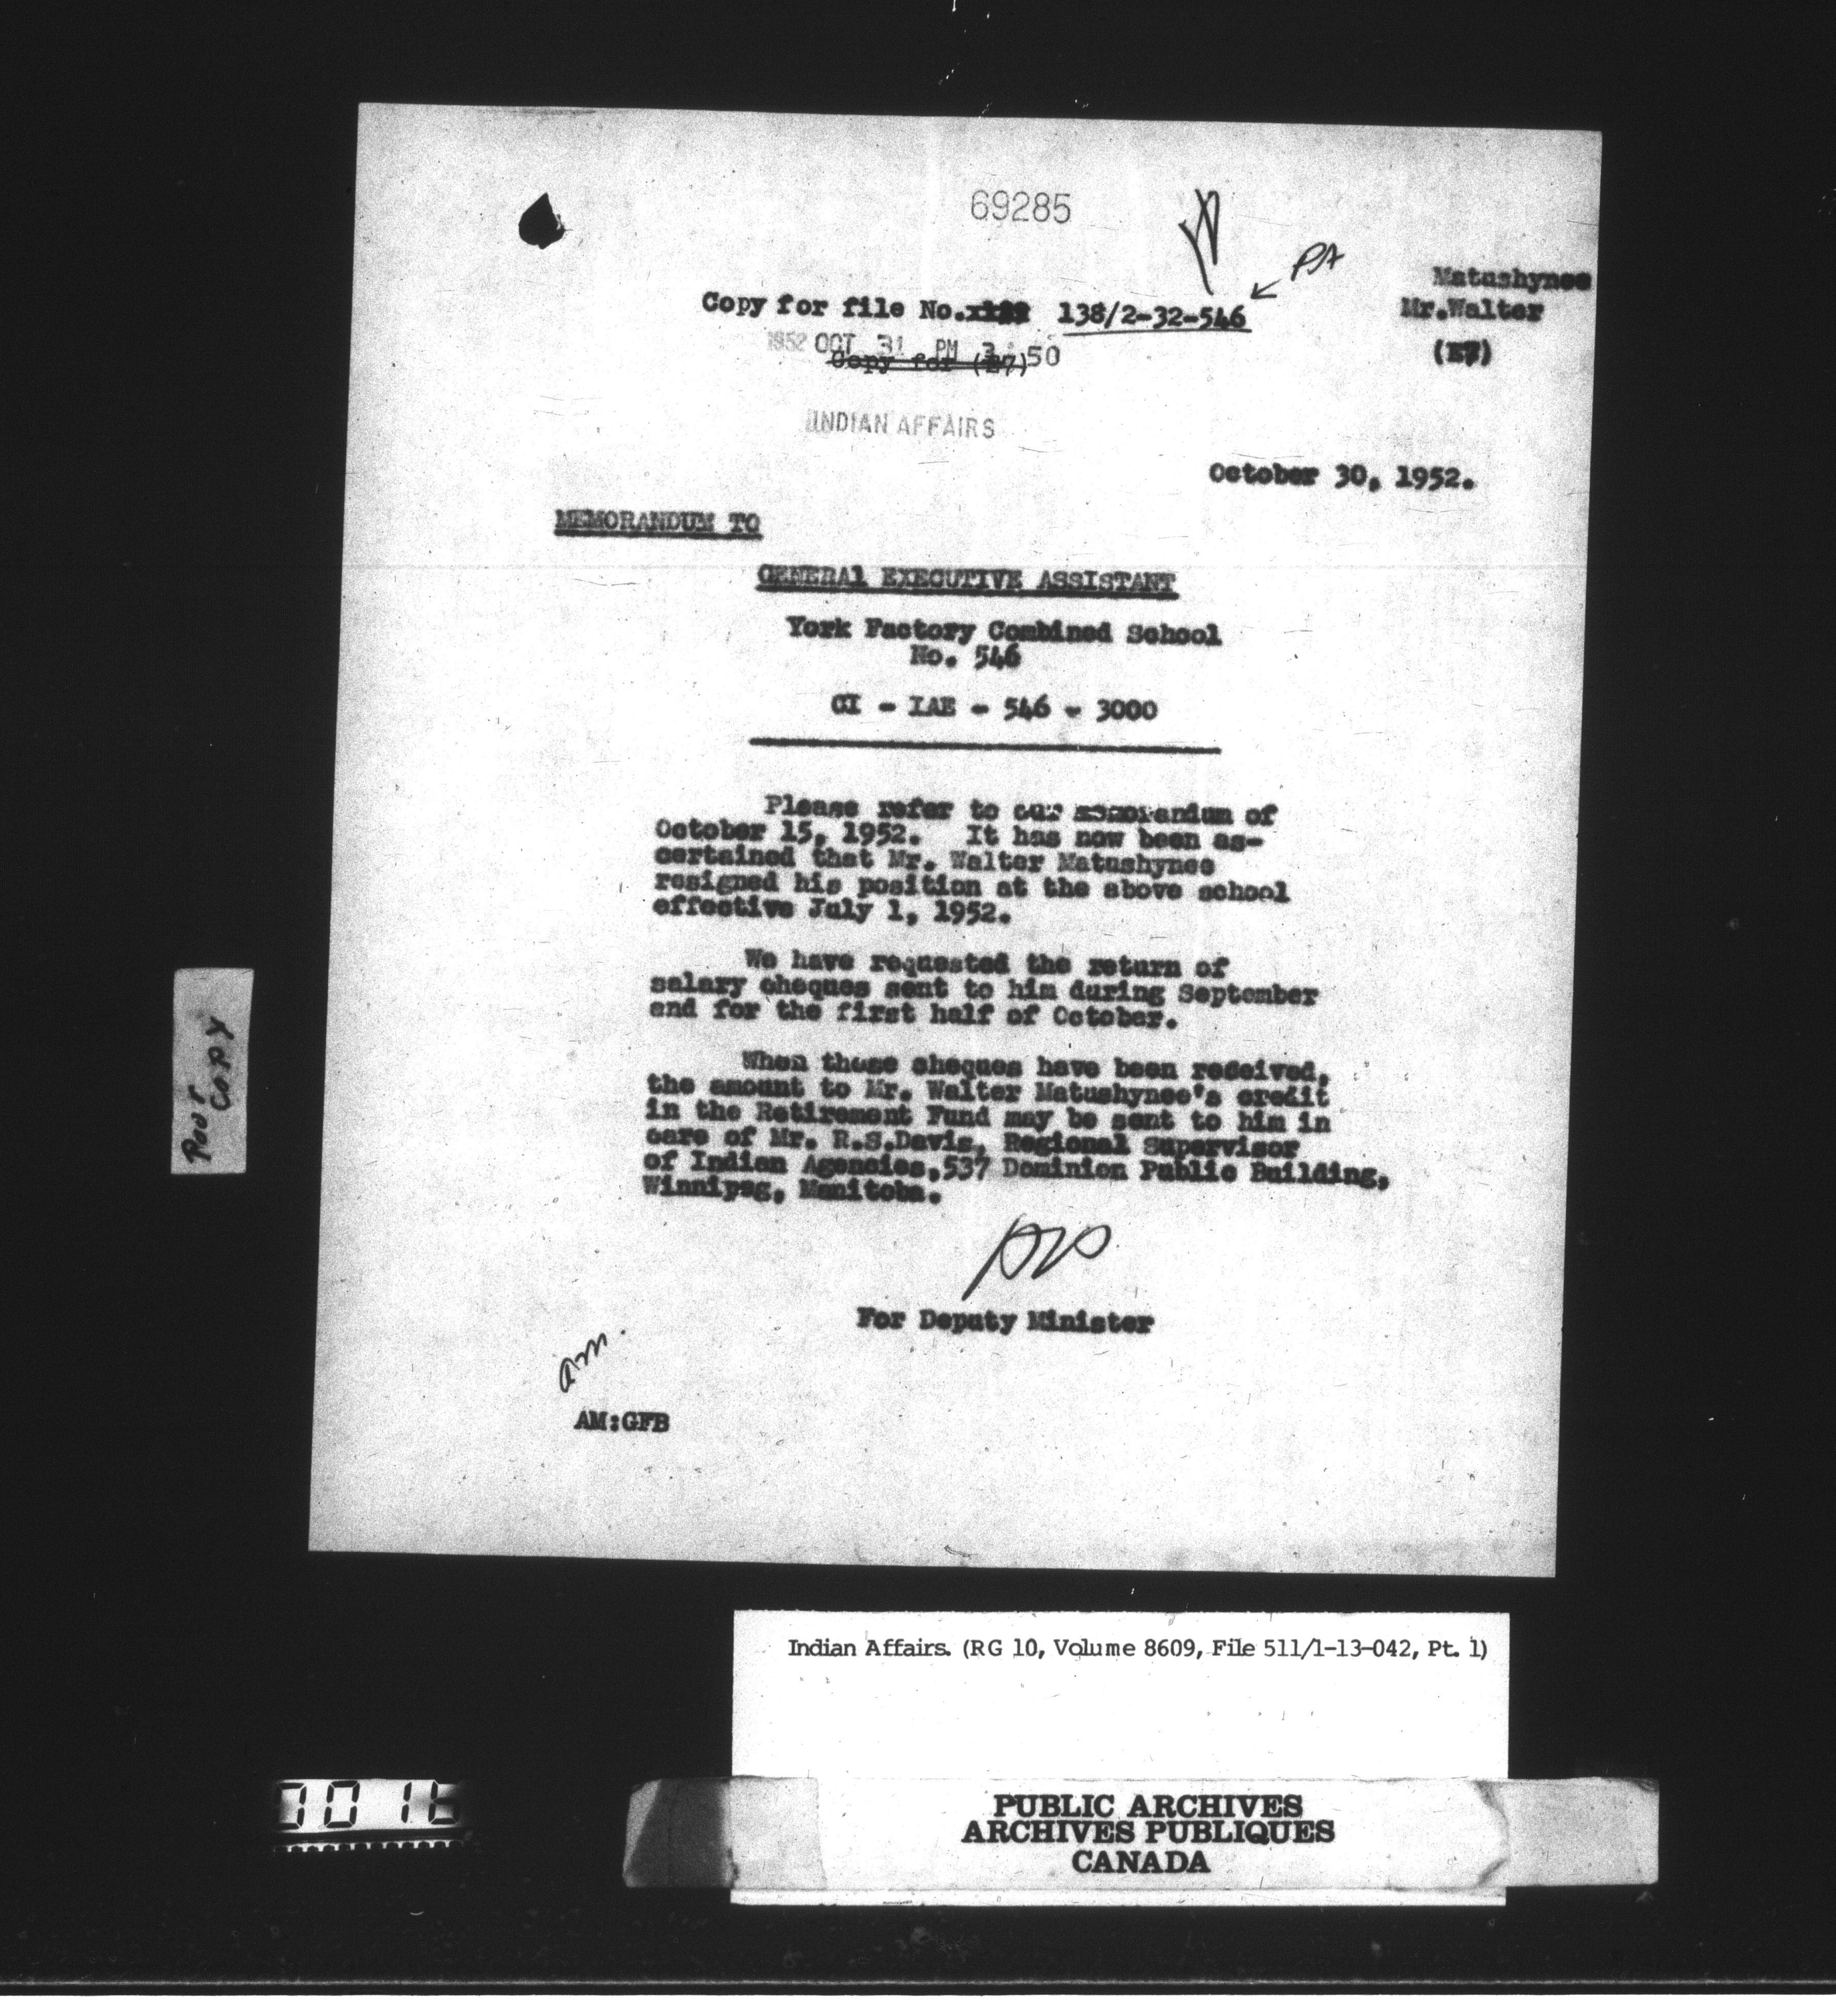 69285
PA
Matushynee
Copy for file No. 138/2-32-546
Mr.Walter
1952 OCT 31 PM 3:50
(E7)
Copy for (E7)
INDIAN AFFAIRS
October 30, 1952.
MEMORANDUM TO
GENERAl EXECUTIVE ASSISTANT
York Factory Combined School
No. 546
CI - IAE - 546 - 3000
Please refer to our memorandum of
October 15, 1952. It has now been as-
certained that Mr. Walter Matushynee
resigned his position at the above school
effective July 1, 1952.
We have requested the return of
salary cheques sent to him during September
and for the first half of October.
When these cheques have been received,
the amount to Mr. Walter Matushynee's credit
in the Retirement Fund may be sent to him in
care of Mr. R.S.Davis, Regional Supervisor
of Indian Agencies,537 Dominion Public Building,
Winnipeg, Manitoba.
For Deputy Minister
am.
AM:GFB
POOR
COPY
Indian Affairs. (RG 10, Volume 8609, File 511/1-13-042, Pt. 1)
PUBLIC ARCHIVES
ARCHIVES PUBLIQUES
CANADA